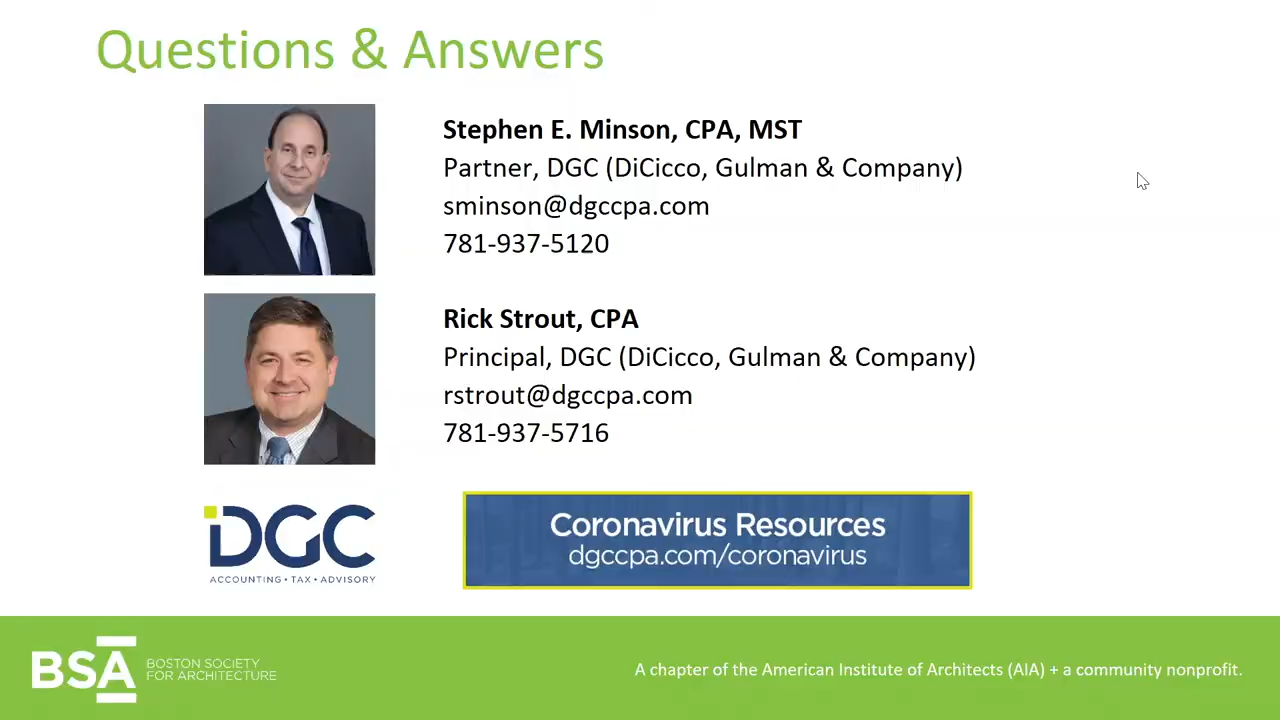 Questions & Answers
Stephen E. Minson, CPA, MST
Partner, DGC (DiCicco, Gulman & Company)
sminson@dgccpa.com
781-937-5120
Rick Strout, CPA
Principal, DGC (DiCicco, Gulman & Company)
rstrout@dgccpa.com
781-937-5716
DGC
ACCOUNTING • TAX • ADVISORY
Coronavirus Resources
dgccpa.com/coronavirus
BSA
BOSTON SOCIETY
FOR ARCHITECTURE
A chapter of the American Institute of Architects (AIA) + a community nonprofit.